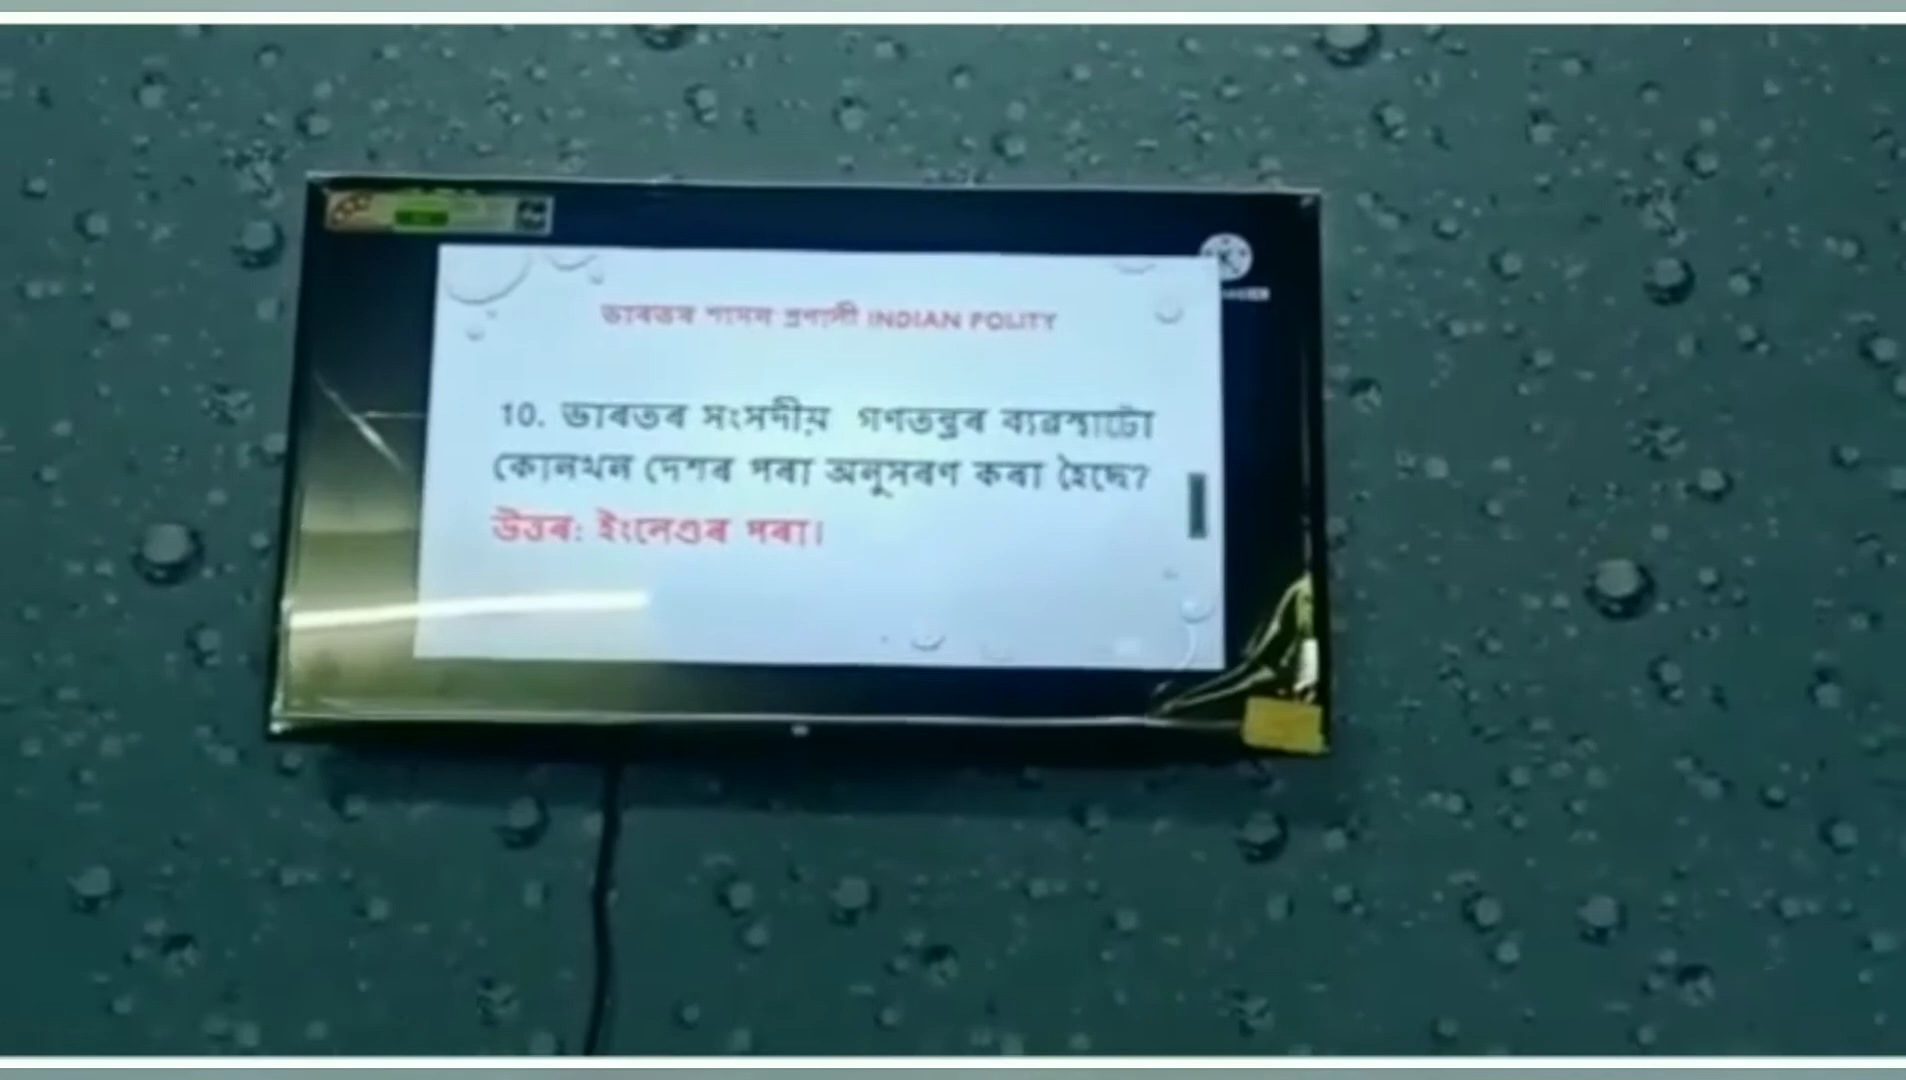 ভাৰতৰ শাসন প্ৰণালী INDIAN POLITY
10. ভাৰতৰ সংসদীয় গণতন্ত্ৰৰ ব্যৱস্থাটো
কোনখন দেশৰ পৰা অনুসৰণ কৰা হৈছে?
উত্তৰ: ইংলেণ্ডৰ পৰা।